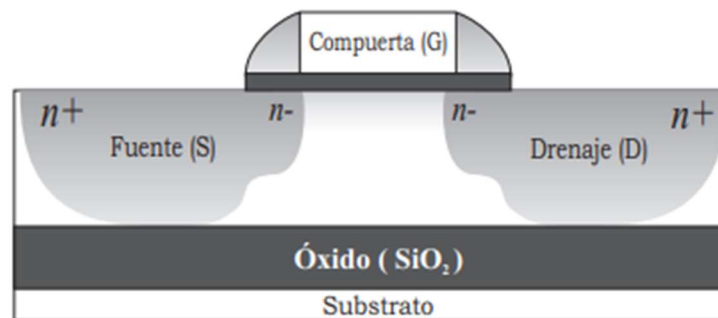 Compuerta (G)
n+ n- n- n+
Fuente (S) Drenaje (D)
Óxido ( SiO₂)
Substrato